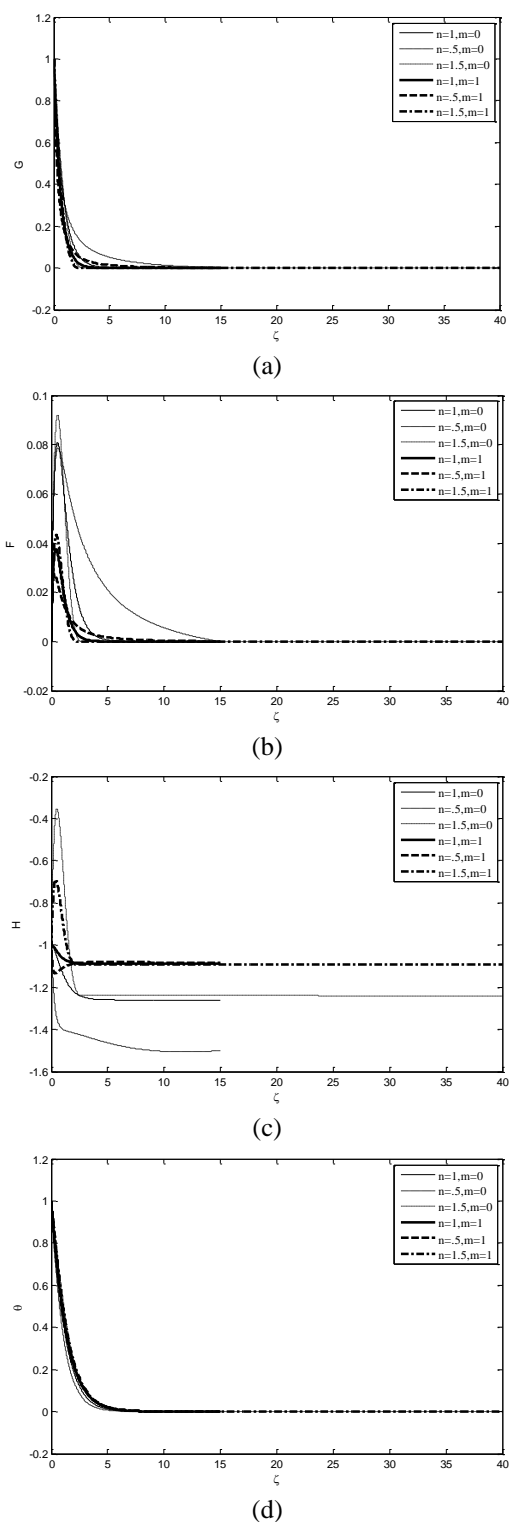 1.2
1
0.8
0.6
0.4
0.2
0
-0.2
G
n=1,m=0
n=.5,m=0
n=1.5,m=0
n=1,m=1
n=.5,m=1
n=1.5,m=1
0 5 10 15 20 25 30 35 40
ζ
(a)
0.1
0.08
0.06
0.04
0.02
0
-0.02
F
n=1,m=0
n=.5,m=0
n=1.5,m=0
n=1,m=1
n=.5,m=1
n=1.5,m=1
0 5 10 15 20 25 30 35 40
ζ
(b)
-0.2
-0.4
-0.6
-0.8
-1
-1.2
-1.4
-1.6
H
n=1,m=0
n=.5,m=0
n=1.5,m=0
n=1,m=1
n=.5,m=1
n=1.5,m=1
0 5 10 15 20 25 30 35 40
ζ
(c)
1.2
1
0.8
0.6
0.4
0.2
0
-0.2
θ
n=1,m=0
n=.5,m=0
n=1.5,m=0
n=1,m=1
n=.5,m=1
n=1.5,m=1
0 5 10 15 20 25 30 35 40
ζ
(d)